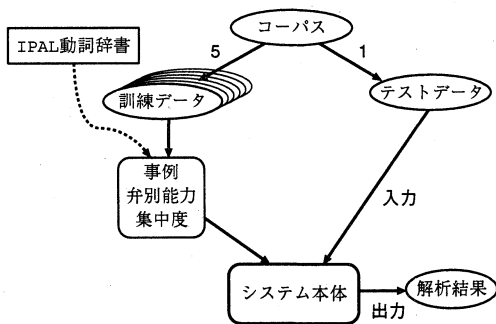 コーパス
IPAL動詞辞書
5
1
訓練データ
テストデータ
事例
弁別能力
集中度
入力
システム本体
解析結果
出力